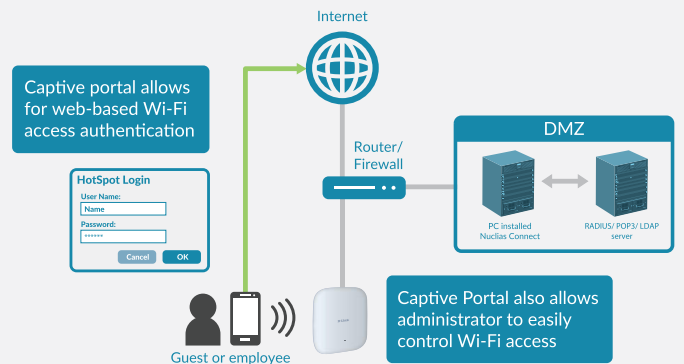 Internet
Captive portal allows
for web-based Wi-Fi
access authentication
HotSpot Login
User Name:
Name
Password:
******
Cancel
OK
Router/
Firewall
DMZ
PC installed
Nuclias Connect
RADIUS/ POP3/ LDAP
server
Captive Portal also allows
administrator to easily
control Wi-Fi access
Guest or employee
D-Link